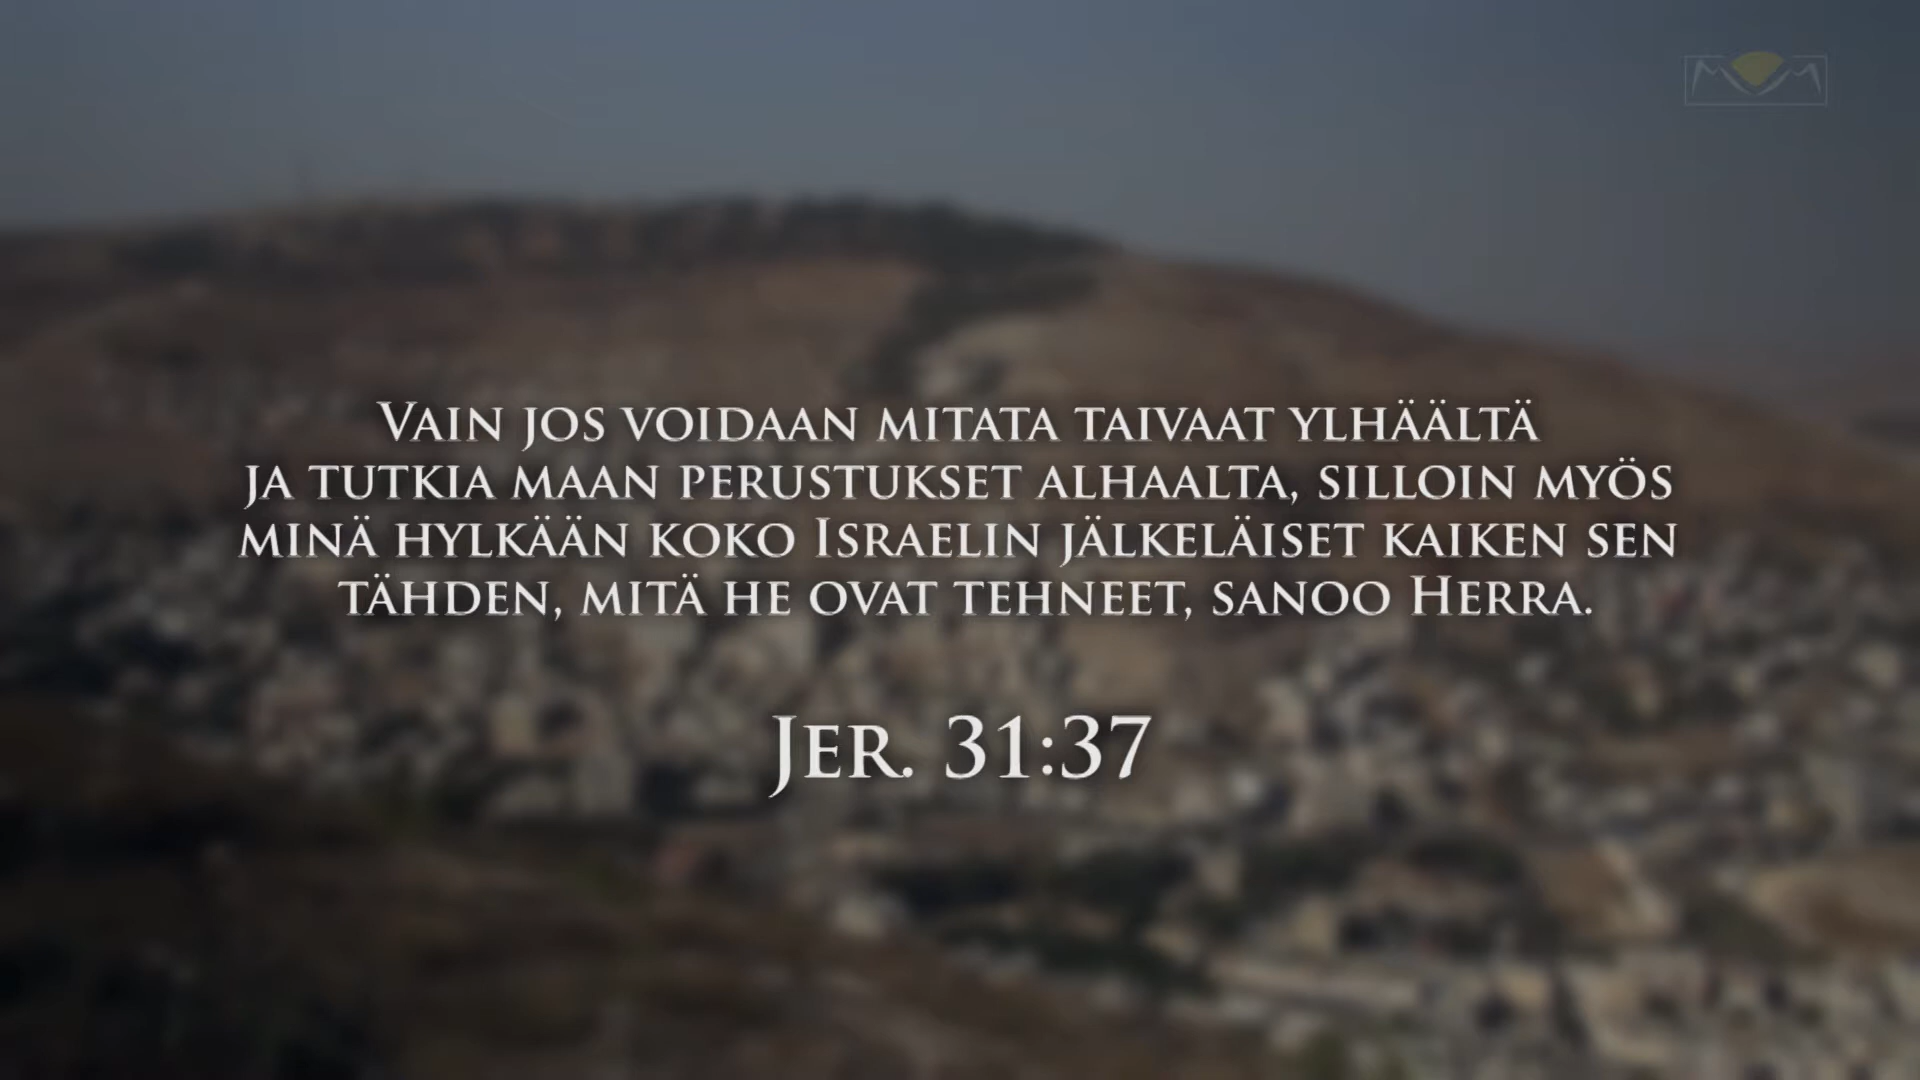 Vain jos voidaan mitata taivaat ylhäältä
ja tutkia maan perustukset alhaalta, silloin myös
minä hylkään koko Israelin jälkeläiset kaiken sen
tähden, mitä he ovat tehneet, sanoo Herra.
Jer. 31:37